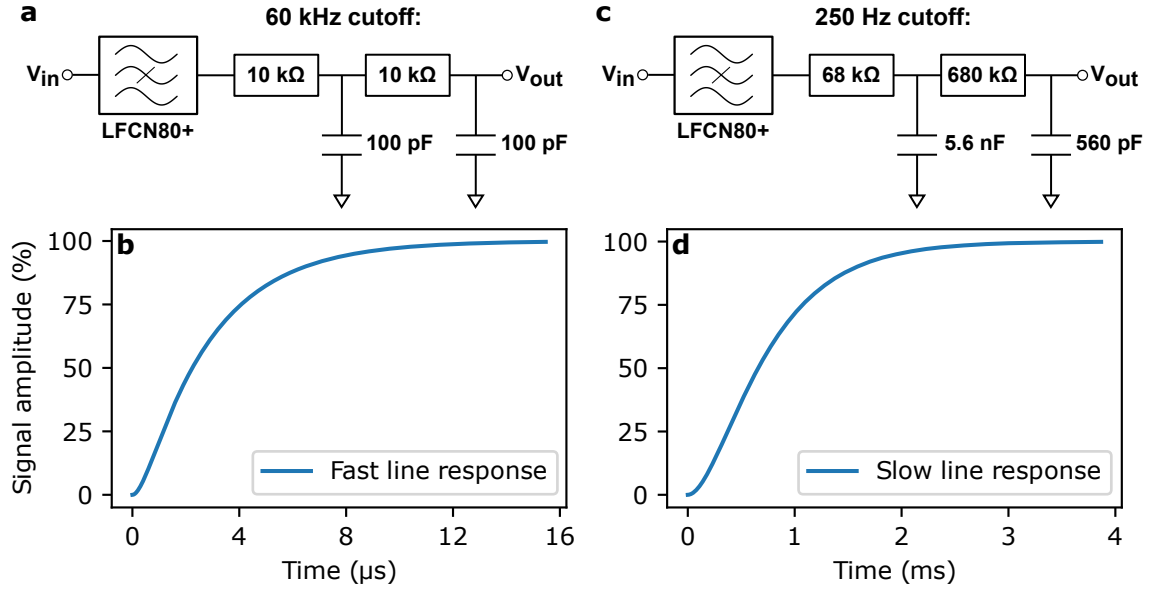 a
60 kHz cutoff:
Vin
LFCN80+
10 kΩ
10 kΩ
Vout
100 pF
100 pF
c
250 Hz cutoff:
Vin
LFCN80+
68 kΩ
680 kΩ
Vout
5.6 nF
560 pF
b
Signal amplitude (%)
100
75
50
25
0
Fast line response
0 4 8 12 16
Time (µs)
d
100
75
50
25
0
Slow line response
0 1 2 3 4
Time (ms)